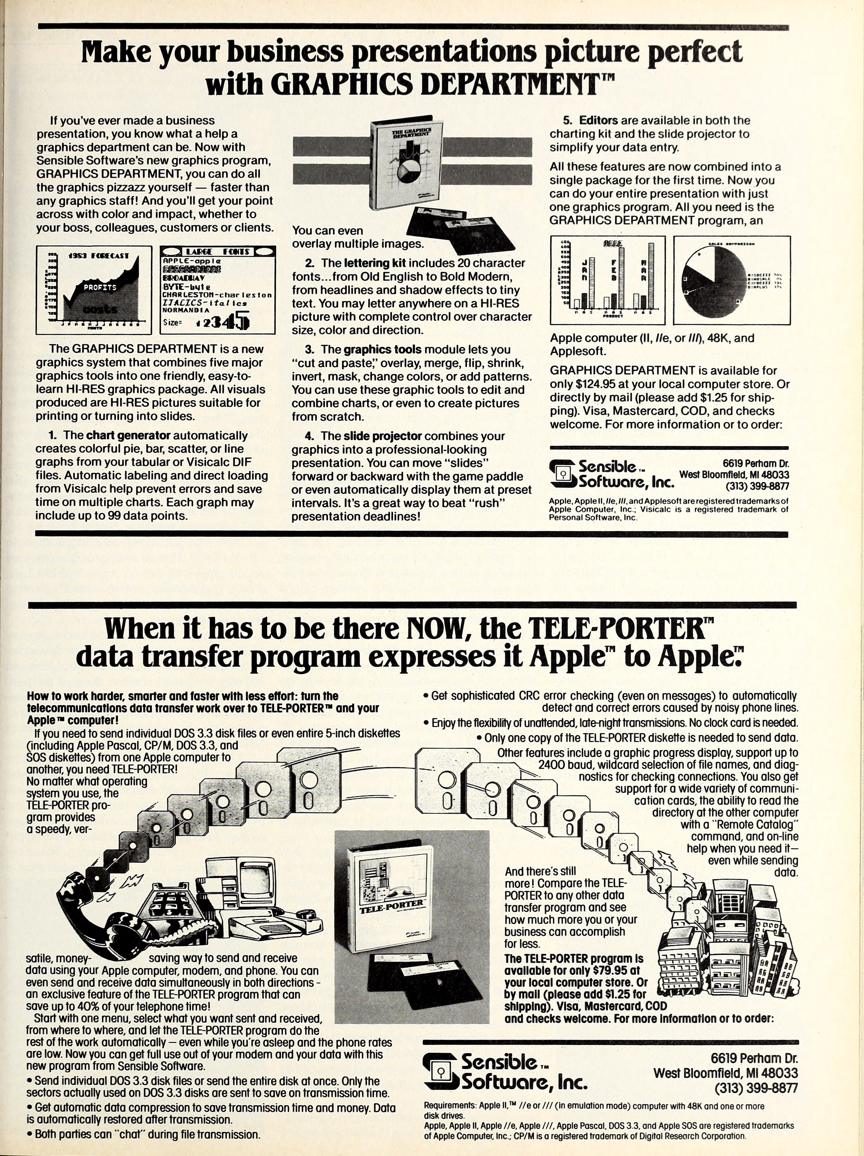 Make your business presentations picture perfect
with GRAPHICS DEPARTMENT™
If you've ever made a business
presentation, you know what a help a
graphics department can be. Now with
Sensible Software's new graphics program,
GRAPHICS DEPARTMENT, you can do all
the graphics pizzazz yourself — faster than
any graphics staff! And you'll get your point
across with color and impact, whether to
your boss, colleagues, customers or clients.
1983 FORECAST
PROFITS
costs
MONTH
LARGE FONTS
APPLE-apple
BROADWAY
BYTE-byte
CHARLESTON-charleston
ITALICS-italics
NORMANDIA
Size= 12345
The GRAPHICS DEPARTMENT is a new
graphics system that combines five major
graphics tools into one friendly, easy-to-
learn HI-RES graphics package. All visuals
produced are HI-RES pictures suitable for
printing or turning into slides.
1. The chart generator automatically
creates colorful pie, bar, scatter, or line
graphs from your tabular or Visicalc DIF
files. Automatic labeling and direct loading
from Visicalc help prevent errors and save
time on multiple charts. Each graph may
include up to 99 data points.
THE GRAPHICS
DEPARTMENT
You can even
overlay multiple images.
2. The lettering kit includes 20 character
fonts...from Old English to Bold Modern,
from headlines and shadow effects to tiny
text. You may letter anywhere on a HI-RES
picture with complete control over character
size, color and direction.
3. The graphics tools module lets you
"cut and paste," overlay, merge, flip, shrink,
invert, mask, change colors, or add patterns.
You can use these graphic tools to edit and
combine charts, or even to create pictures
from scratch.
4. The slide projector combines your
graphics into a professional-looking
presentation. You can move "slides"
forward or backward with the game paddle
or even automatically display them at preset
intervals. It's a great way to beat "rush"
presentation deadlines!
5. Editors are available in both the
charting kit and the slide projector to
simplify your data entry.
All these features are now combined into a
single package for the first time. Now you
can do your entire presentation with just
one graphics program. All you need is the
GRAPHICS DEPARTMENT program, an
JAN
FEB
MAR
PRODUCT
SALES COMPARISON
Apple computer (II, //e, or ///), 48K, and
Applesoft.
GRAPHICS DEPARTMENT is available for
only $124.95 at your local computer store. Or
directly by mail (please add $1.25 for ship-
ping). Visa, Mastercard, COD, and checks
welcome. For more information or to order:
Sensible™
Software, Inc.
6619 Perham Dr.
West Bloomfield, MI 48033
(313) 399-8877
Apple, Apple II, //e, ///, and Applesoft are registered trademarks of
Apple Computer, Inc.; Visicalc is a registered trademark of
Personal Software, Inc.
When it has to be there NOW, the TELE-PORTER™
data transfer program expresses it Apple™ to Apple™.
How to work harder, smarter and faster with less effort: turn the
telecommunications data transfer work over to TELE-PORTER™ and your
Apple™ computer!
If you need to send individual DOS 3.3 disk files or even entire 5-inch diskettes
(including Apple Pascal, CP/M, DOS 3.3, and
SOS diskettes) from one Apple computer to
another, you need TELE-PORTER!
No matter what operating
system you use, the
TELE-PORTER pro-
gram provides
a speedy, ver-
satile, money-saving way to send and receive
data using your Apple computer, modem, and phone. You can
even send and receive data simultaneously in both directions -
an exclusive feature of the TELE-PORTER program that can
save up to 40% of your telephone time!
Start with one menu, select what you want sent and received,
from where to where, and let the TELE-PORTER program do the
rest of the work automatically — even while you're asleep and the phone rates
are low. Now you can get full use out of your modem and your data with this
new program from Sensible Software.
• Send individual DOS 3.3 disk files or send the entire disk at once. Only the
sectors actually used on DOS 3.3 disks are sent to save on transmission time.
• Get automatic data compression to save transmission time and money. Data
is automatically restored after transmission.
• Both parties can "chat" during file transmission.
TELE-PORTER
• Get sophisticated CRC error checking (even on messages) to automatically
detect and correct errors caused by noisy phone lines.
• Enjoy the flexibility of unattended, late-night transmissions. No clock card is needed.
• Only one copy of the TELE-PORTER diskette is needed to send data.
Other features include a graphic progress display, support up to
2400 baud, wildcard selection of file names, and diag-
nostics for checking connections. You also get
support for a wide variety of communi-
cation cards, the ability to read the
directory at the other computer
with a "Remote Catalog"
command, and on-line
help when you need it—
even while sending
data.
And there's still
more! Compare the TELE-
PORTER to any other data
transfer program and see
how much more you or your
business can accomplish
for less.
The TELE-PORTER program is
available for only $79.95 at
your local computer store. Or
by mail (please add $1.25 for
shipping). Visa, Mastercard, COD
and checks welcome. For more information or to order:
Sensible™
Software, Inc.
6619 Perham Dr.
West Bloomfield, MI 48033
(313) 399-8877
Requirements: Apple II,™ //e or /// (in emulation mode) computer with 48K and one or more
disk drives.
Apple, Apple II, Apple //e, Apple ///, Apple Pascal, DOS 3.3, and Apple SOS are registered trademarks
of Apple Computer, Inc.; CP/M is a registered trademark of Digital Research Corporation.